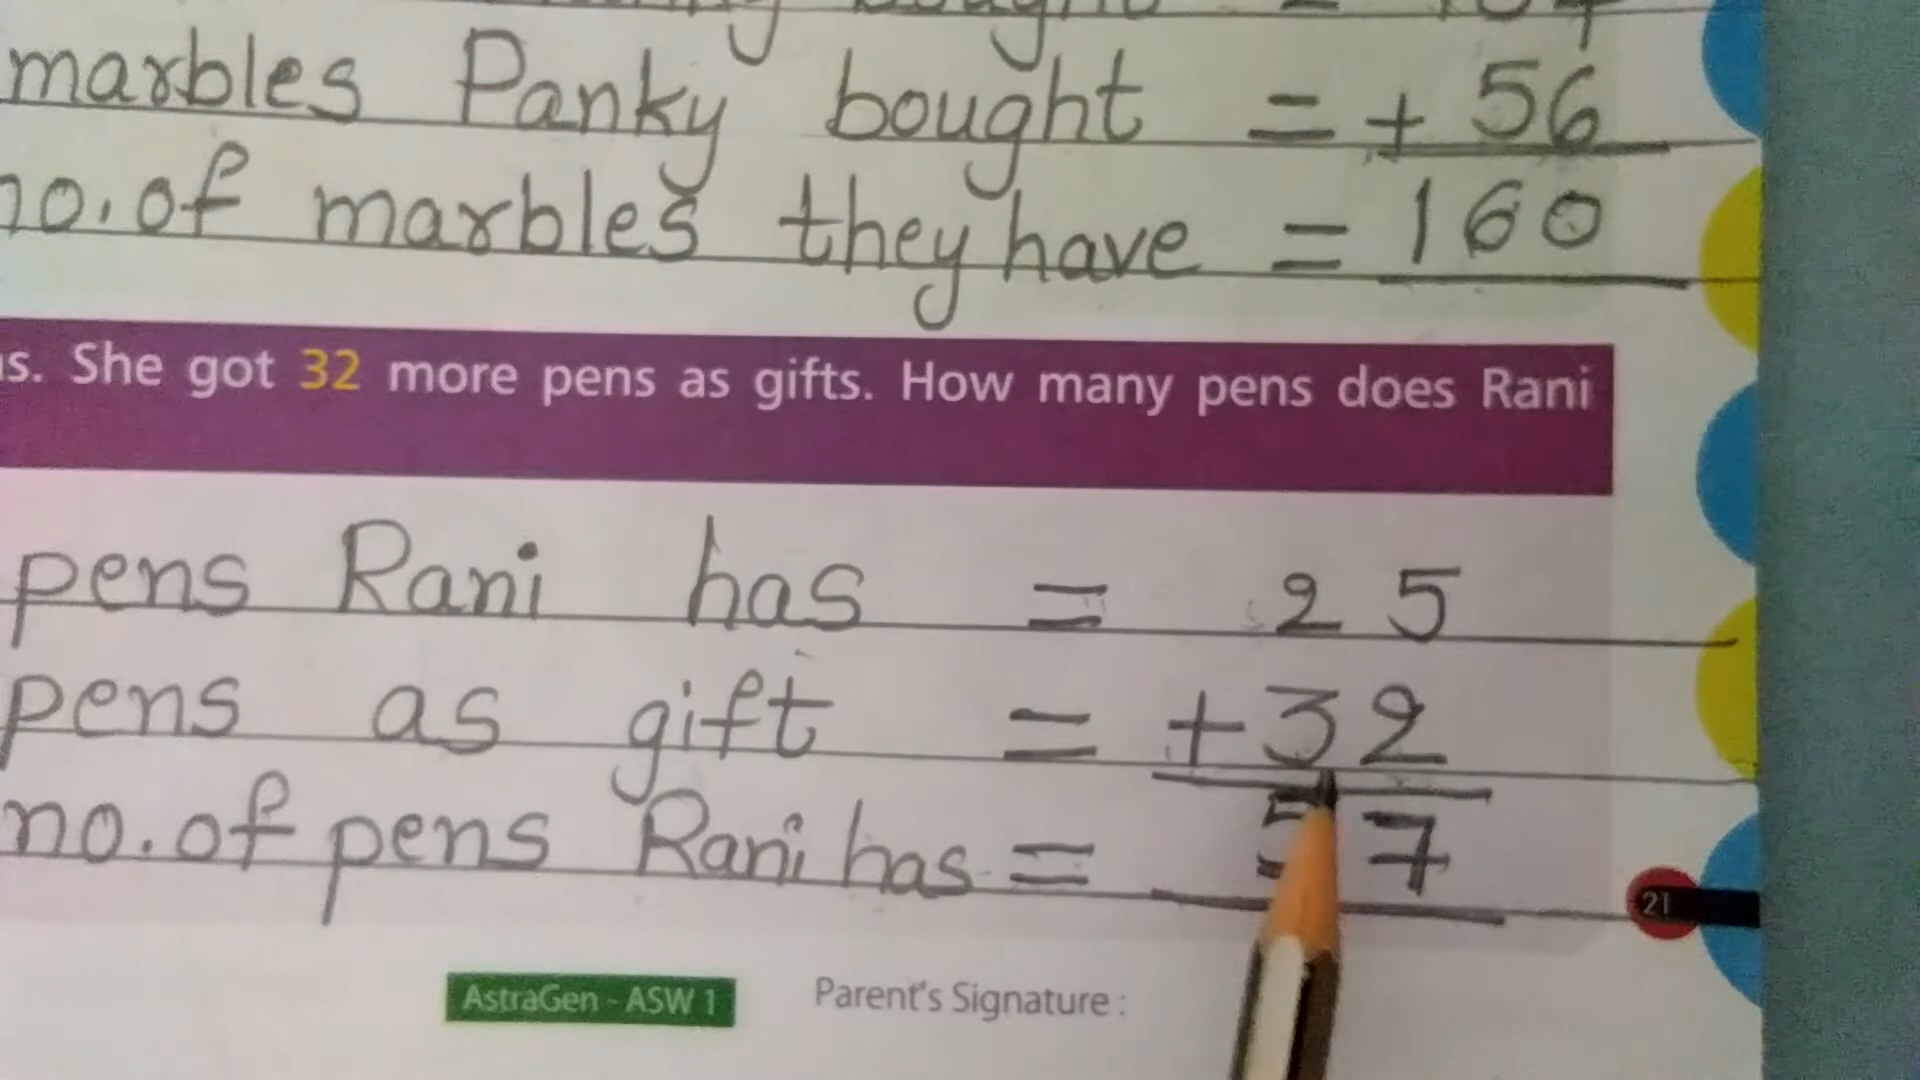 marbles Panky bought = + 56
no. of marbles they have = 160
She got 32 more pens as gifts. How many pens does Rani
pens Rani has = 25
pens as gift = +32
no. of pens Rani has = 57
21
AstraGen - ASW 1
Parent's Signature :